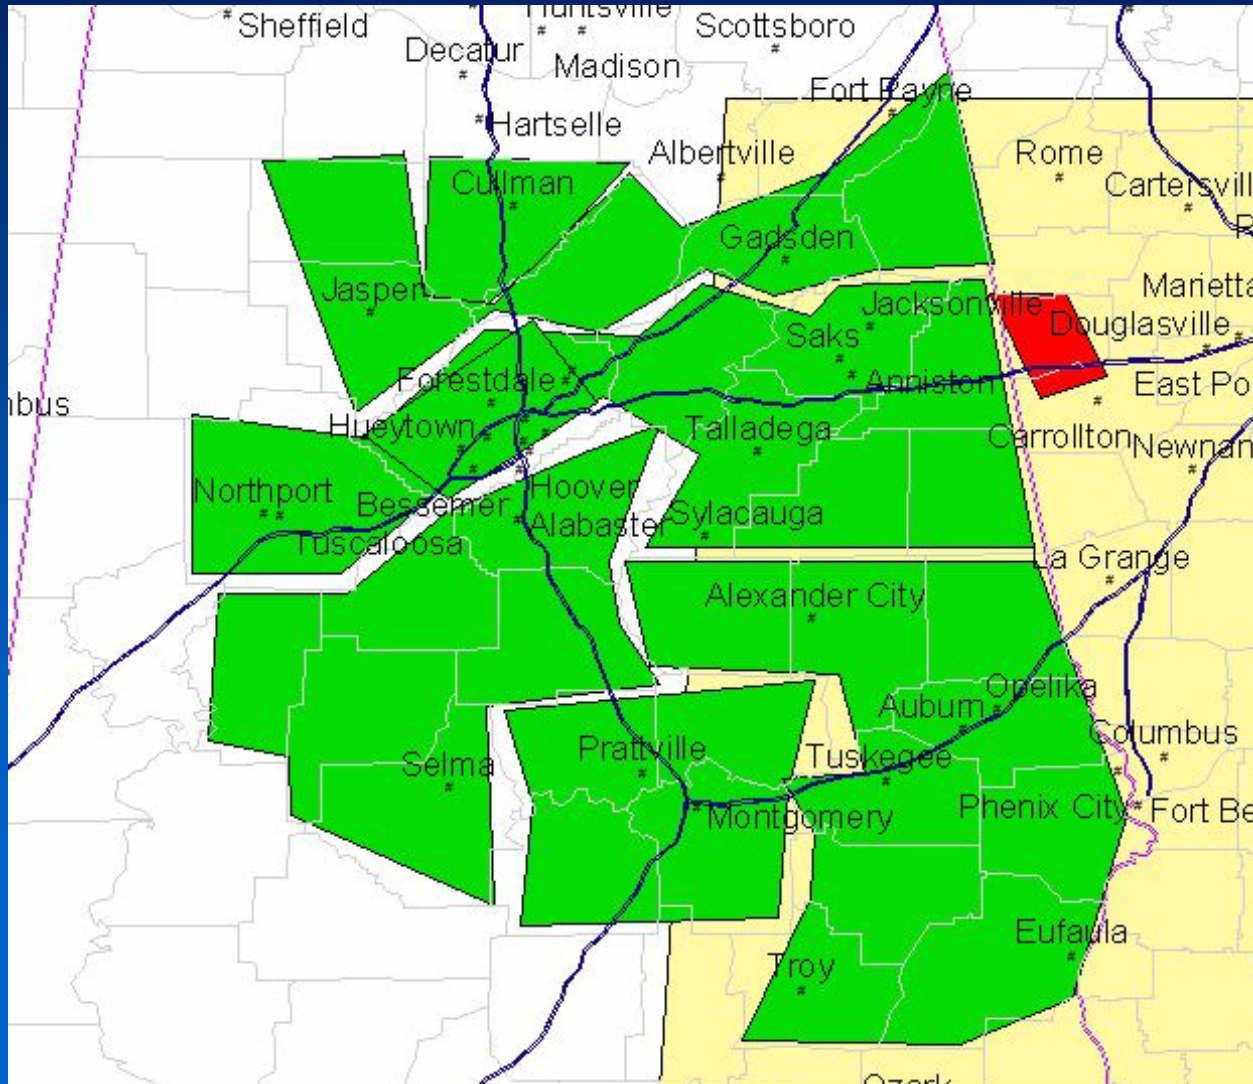 Sheffield
Huntsville
Scottsboro
Decatur
Madison
Fort Payne
Hartselle
Albertville
Rome
Cullman
Cartersvill
R
Gadsden
Jasper
Jacksonville
Marietta
Saks
Douglasville
Forestdale
Anniston
East Po
nbus
Hueytown
Talladega
Carrollton
Newnan
Northport
Bessemer
Hoover
Alabaster
Sylacauga
Tuscaloosa
La Grange
Alexander City
Opelika
Auburn
Columbus
Prattville
Tuskegee
Selma
Montgomery
Phenix City
Fort Be
Eufaula
Troy
Ozark